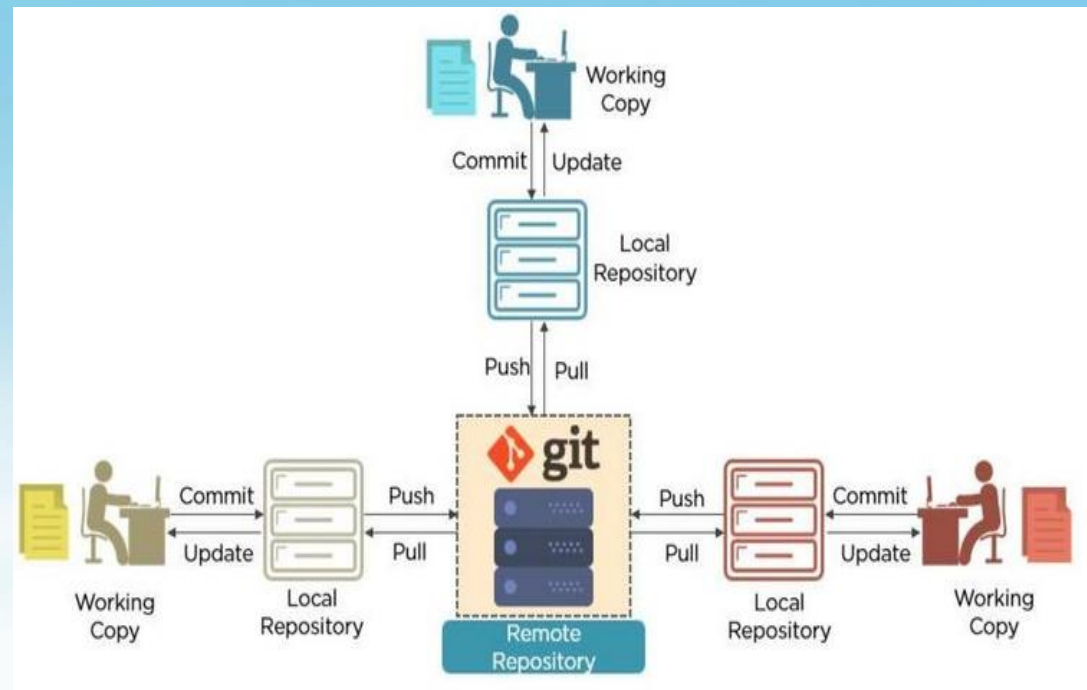 Working
Copy
Commit
Update
Local
Repository
Push
Pull
git
Commit
Push
Push
Commit
Update
Pull
Pull
Update
Working
Copy
Local
Repository
Remote
Repository
Local
Repository
Working
Copy